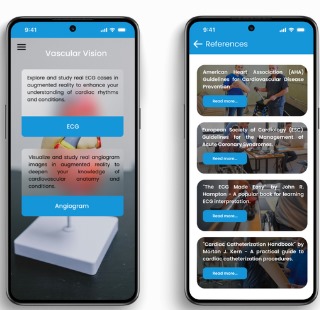 9:41
Vascular Vision
Explore and study real ECG cases in
augmented reality to enhance your
understanding of cardiac rhythms
and conditions.
ECG
Visualize and study real angiogram
images in augmented reality to
deepen your knowledge of
cardiovascular anatomy and
conditions.
Angiogram
9:41
References
American Heart Association (AHA)
Guidelines for Cardiovascular Disease
Prevention
Read more...
European Society of Cardiology (ESC)
Guidelines for the Management of
Acute Coronary Syndromes.
Read more...
"The ECG Made Easy" by John R.
Hampton - A popular book for learning
ECG interpretation.
Read more...
"Cardiac Catheterization Handbook" by
Morton J. Kern - A practical guide to
cardiac catheterization procedures.
Read more...